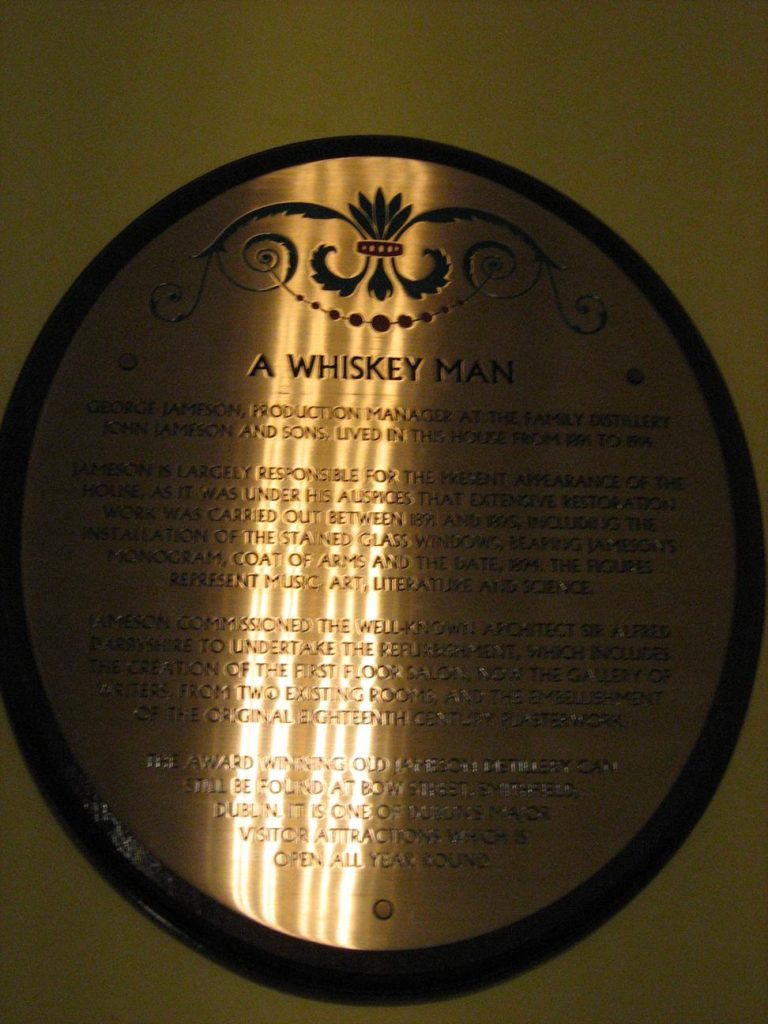 A WHISKEY MAN
GEORGE JAMESON, PRODUCTION MANAGER AT THE FAMILY DISTILLERY
JOHN JAMESON AND SONS, LIVED IN THIS HOUSE FROM 1891 TO 1914.
JAMESON IS LARGELY RESPONSIBLE FOR THE PRESENT APPEARANCE OF THE
HOUSE, AS IT WAS UNDER HIS AUSPICES THAT EXTENSIVE RESTORATION
WORK WAS CARRIED OUT BETWEEN 1891 AND 1895, INCLUDING THE
INSTALLATION OF THE STAINED GLASS WINDOWS, BEARING JAMESON'S
MONOGRAM, COAT OF ARMS AND THE DATE, 1894. THE FIGURES
REPRESENT MUSIC, ART, LITERATURE AND SCIENCE.
JAMESON COMMISSIONED THE WELL-KNOWN ARCHITECT SIR ALFRED
DARBYSHIRE TO UNDERTAKE THE REFURBISHMENT, WHICH INCLUDES
THE CREATION OF THE FIRST FLOOR SALON, NOW THE GALLERY OF
WRITERS, FROM TWO EXISTING ROOMS, AND THE EMBELLISHMENT
OF THE ORIGINAL EIGHTEENTH CENTURY PLASTERWORK.
THE AWARD WINNING OLD JAMESON DISTILLERY CAN
STILL BE FOUND AT BOW STREET, SMITHFIELD,
DUBLIN. IT IS ONE OF DUBLIN'S MAJOR
VISITOR ATTRACTIONS WHICH IS
OPEN ALL YEAR ROUND.